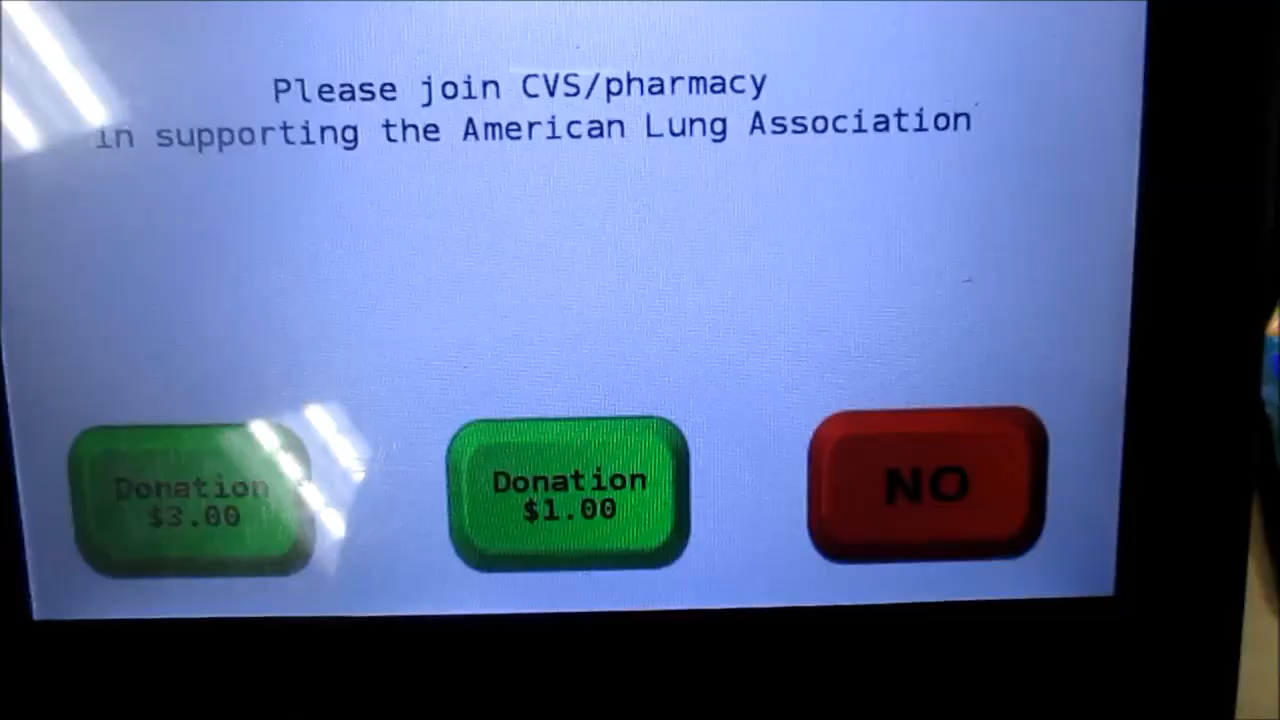 Please join CVS/pharmacy
in supporting the American Lung Association
Donation
$3.00
Donation
$1.00
NO